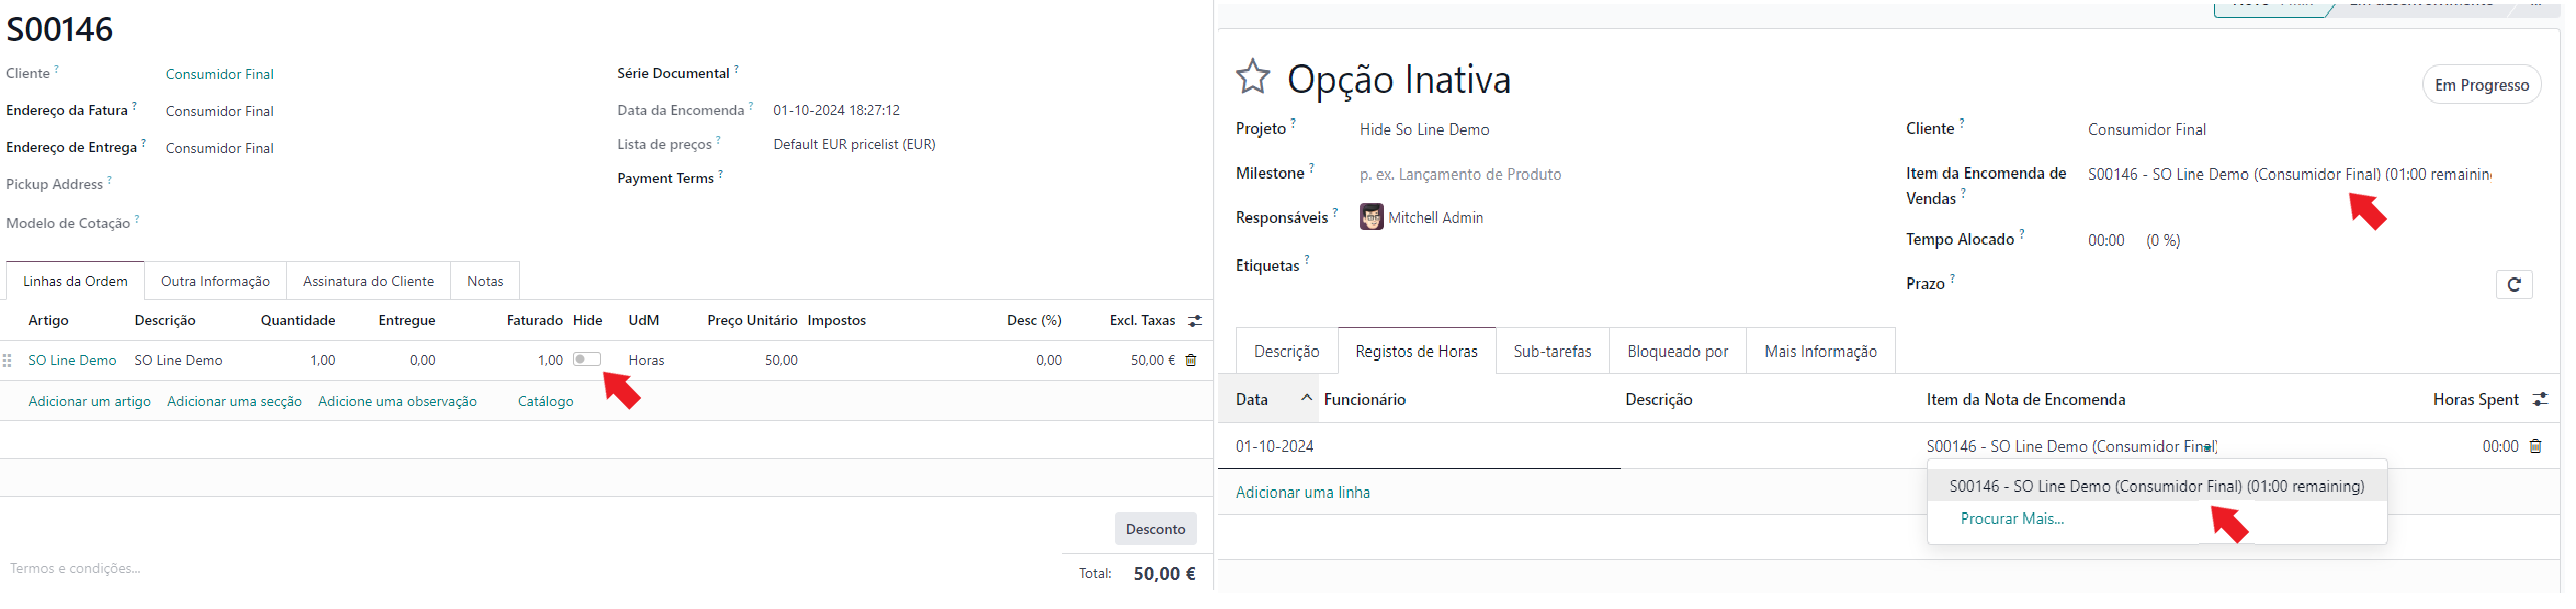 S00146
Cliente ? Consumidor Final
Endereço da Fatura ? Consumidor Final
Endereço de Entrega ? Consumidor Final
Pickup Address ?
Modelo de Cotação ?
Série Documental ?
Data da Encomenda ? 01-10-2024 18:27:12
Lista de preços ? Default EUR pricelist (EUR)
Payment Terms ?
Linhas da Ordem Outra Informação Assinatura do Cliente Notas
Artigo Descrição Quantidade Entregue Faturado Hide UdM Preço Unitário Impostos Desc (%) Excl. Taxas
SO Line Demo SO Line Demo 1,00 0,00 1,00 Horas 50,00 0,00 50,00 €
Adicionar um artigo Adicionar uma secção Adicione uma observação Catálogo
Desconto
Termos e condições...
Total: 50,00 €
Opção Inativa
Em Progresso
Projeto ? Hide So Line Demo
Milestone ? p. ex. Lançamento de Produto
Responsáveis ? Mitchell Admin
Etiquetas ?
Cliente ? Consumidor Final
Item da Encomenda de Vendas ? S00146 - SO Line Demo (Consumidor Final) (01:00 remaining
Tempo Alocado ? 00:00 (0 %)
Prazo ?
Descrição Registos de Horas Sub-tarefas Bloqueado por Mais Informação
Data Funcionário Descrição Item da Nota de Encomenda Horas Spent
01-10-2024 S00146 - SO Line Demo (Consumidor Final) 00:00
S00146 - SO Line Demo (Consumidor Final) (01:00 remaining)
Adicionar uma linha
Procurar Mais...